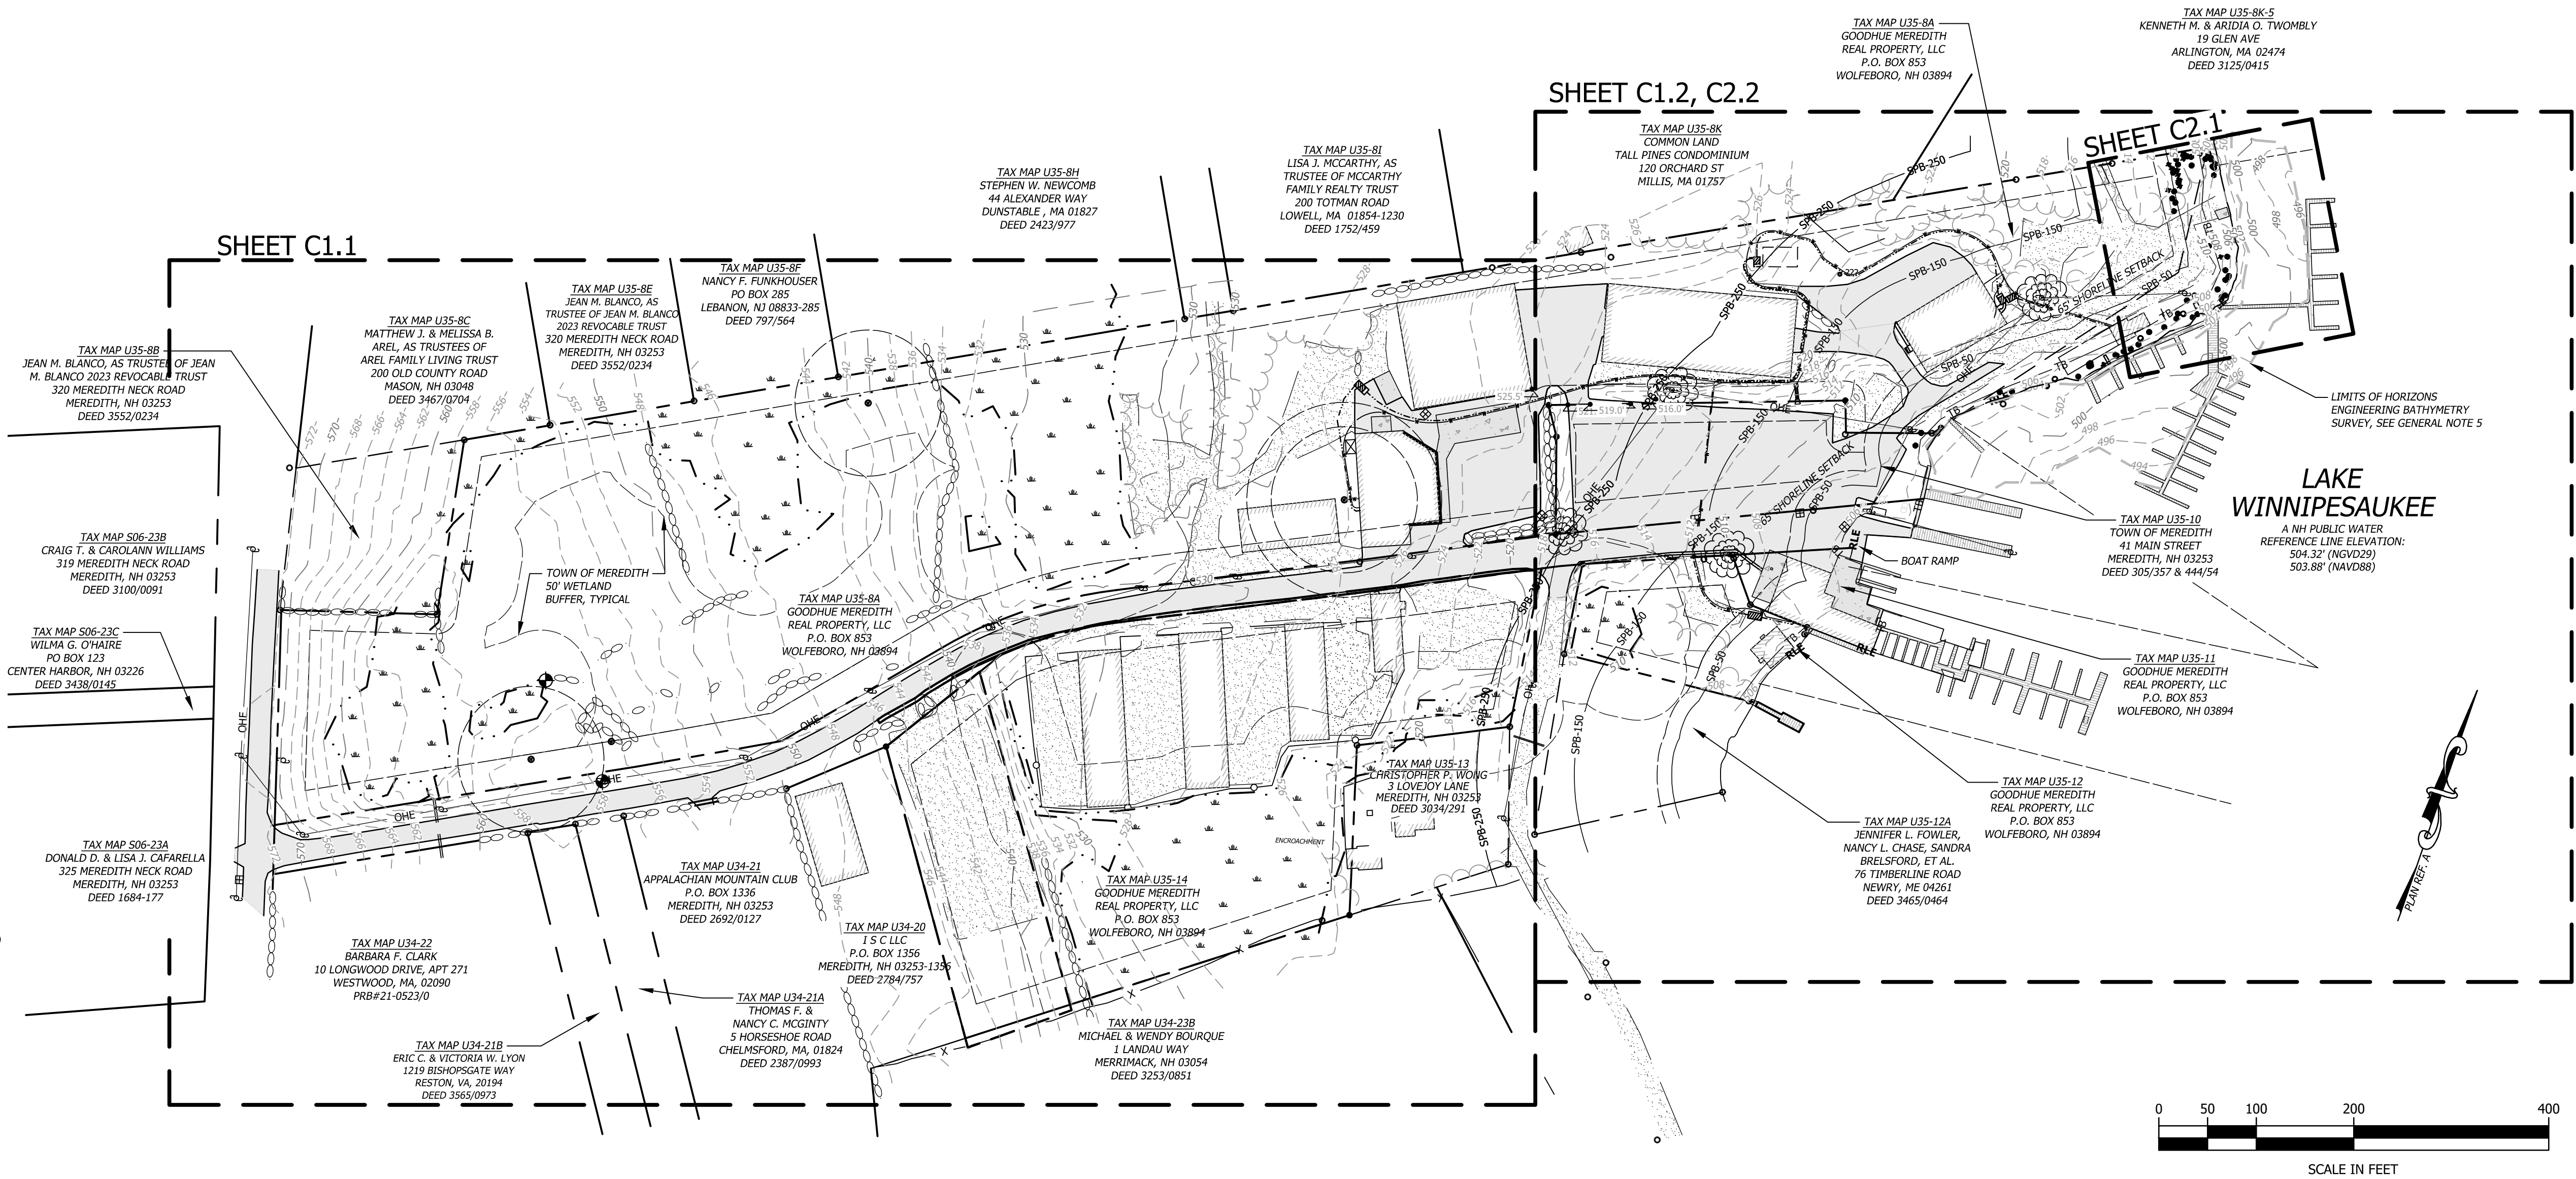 TAX MAP U35-8A
GOODHUE MEREDITH
REAL PROPERTY, LLC
P.O. BOX 853
WOLFEBORO, NH 03894
TAX MAP U35-8K-5
KENNETH M. & ARIDIA O. TWOMBLY
19 GLEN AVE
ARLINGTON, MA 02474
DEED 3125/0415
SHEET C1.2, C2.2
SHEET C2.1
TAX MAP U35-8K
COMMON LAND
TALL PINES CONDOMINIUM
120 ORCHARD ST
MILLIS, MA 01757
TAX MAP U35-8I
LISA J. MCCARTHY, AS
TRUSTEE OF MCCARTHY
FAMILY REALTY TRUST
200 TOTMAN ROAD
LOWELL, MA 01854-1230
DEED 1752/459
TAX MAP U35-8H
STEPHEN W. NEWCOMB
44 ALEXANDER WAY
DUNSTABLE , MA 01827
DEED 2423/977
SHEET C1.1
TAX MAP U35-8F
NANCY F. FUNKHOUSER
PO BOX 285
LEBANON, NJ 08833-285
DEED 797/564
TAX MAP U35-8E
JEAN M. BLANCO, AS
TRUSTEE OF JEAN M. BLANCO
2023 REVOCABLE TRUST
320 MEREDITH NECK ROAD
MEREDITH, NH 03253
DEED 3552/0234
TAX MAP U35-8C
MATTHEW J. & MELISSA B.
AREL, AS TRUSTEES OF
AREL FAMILY LIVING TRUST
200 OLD COUNTY ROAD
MASON, NH 03048
DEED 3467/0704
TAX MAP U35-8B
JEAN M. BLANCO, AS TRUSTEE OF JEAN
M. BLANCO 2023 REVOCABLE TRUST
320 MEREDITH NECK ROAD
MEREDITH, NH 03253
DEED 3552/0234
TAX MAP S06-23B
CRAIG T. & CAROLANN WILLIAMS
319 MEREDITH NECK ROAD
MEREDITH, NH 03253
DEED 3100/0091
TAX MAP S06-23C
WILMA G. O'HAIRE
PO BOX 123
CENTER HARBOR, NH 03226
DEED 3438/0145
TAX MAP S06-23A
DONALD D. & LISA J. CAFARELLA
325 MEREDITH NECK ROAD
MEREDITH, NH 03253
DEED 1684-177
TOWN OF MEREDITH
50' WETLAND
BUFFER, TYPICAL
TAX MAP U35-8A
GOODHUE MEREDITH
REAL PROPERTY, LLC
P.O. BOX 853
WOLFEBORO, NH 03894
TAX MAP U34-22
BARBARA F. CLARK
10 LONGWOOD DRIVE, APT 271
WESTWOOD, MA, 02090
PRB#21-0523/0
TAX MAP U34-21B
ERIC C. & VICTORIA W. LYON
1219 BISHOPSGATE WAY
RESTON, VA, 20194
DEED 3565/0973
TAX MAP U34-21
APPALACHIAN MOUNTAIN CLUB
P.O. BOX 1336
MEREDITH, NH 03253
DEED 2692/0127
TAX MAP U34-21A
THOMAS F. &
NANCY C. MCGINTY
5 HORSESHOE ROAD
CHELMSFORD, MA, 01824
DEED 2387/0993
TAX MAP U34-20
I S C LLC
P.O. BOX 1356
MEREDITH, NH 03253-1356
DEED 2784/757
TAX MAP U35-14
GOODHUE MEREDITH
REAL PROPERTY, LLC
P.O. BOX 853
WOLFEBORO, NH 03894
ENCROACHMENT
TAX MAP U34-23B
MICHAEL & WENDY BOURQUE
1 LANDAU WAY
MERRIMACK, NH 03054
DEED 3253/0851
TAX MAP U35-13
CHRISTOPHER P. WONG
3 LOVEJOY LANE
MEREDITH, NH 03253
DEED 3034/291
TAX MAP U35-12A
JENNIFER L. FOWLER,
NANCY L. CHASE, SANDRA
BRELSFORD, ET AL.
76 TIMBERLINE ROAD
NEWRY, ME 04261
DEED 3465/0464
TAX MAP U35-12
GOODHUE MEREDITH
REAL PROPERTY, LLC
P.O. BOX 853
WOLFEBORO, NH 03894
TAX MAP U35-11
GOODHUE MEREDITH
REAL PROPERTY, LLC
P.O. BOX 853
WOLFEBORO, NH 03894
BOAT RAMP
TAX MAP U35-10
TOWN OF MEREDITH
41 MAIN STREET
MEREDITH, NH 03253
DEED 305/357 & 444/54
LIMITS OF HORIZONS
ENGINEERING BATHYMETRY
SURVEY, SEE GENERAL NOTE 5
LAKE
WINNIPESAUKEE
A NH PUBLIC WATER
REFERENCE LINE ELEVATION:
504.32' (NGVD29)
503.88' (NAVD88)
65' SHORELINE SETBACK
65' SHORELINE SETBACK
SPB-250
SPB-150
SPB-50
OHE
RLE
TB
525.5'
519.0'
516.0'
PLAN REF. A
0 50 100 200 400
SCALE IN FEET